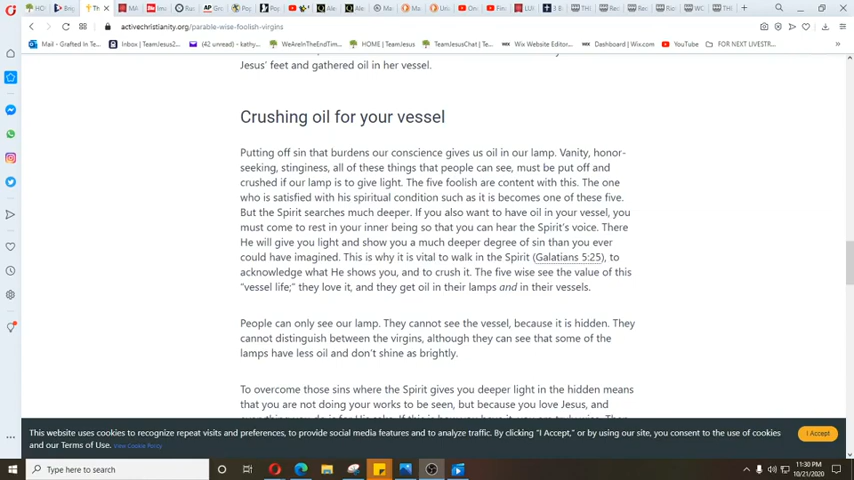 activechristianity.org/parable-wise-foolish-virgins
Mail - Grafted In Te...
Inbox | TeamJesus2...
(42 unread) - kathy...
WeAreInTheEndTim...
HOME | TeamJesus
TeamJesusChat | Te...
Wix Website Editor...
Dashboard | Wix.com
YouTube
FOR NEXT LIVESTR...
Jesus' feet and gathered oil in her vessel.
Crushing oil for your vessel
Putting off sin that burdens our conscience gives us oil in our lamp. Vanity, honor-
seeking, stinginess, all of these things that people can see, must be put off and
crushed if our lamp is to give light. The five foolish are content with this. The one
who is satisfied with his spiritual condition such as it is becomes one of these five.
But the Spirit searches much deeper. If you also want to have oil in your vessel, you
must come to rest in your inner being so that you can hear the Spirit's voice. There
He will give you light and show you a much deeper degree of sin than you ever
could have imagined. This is why it is vital to walk in the Spirit (Galatians 5:25), to
acknowledge what He shows you, and to crush it. The five wise see the value of this
"vessel life;" they love it, and they get oil in their lamps and in their vessels.
People can only see our lamp. They cannot see the vessel, because it is hidden. They
cannot distinguish between the virgins, although they can see that some of the
lamps have less oil and don't shine as brightly.
To overcome those sins where the Spirit gives you deeper light in the hidden means
that you are not doing your works to be seen, but because you love Jesus, and
This website uses cookies to recognize repeat visits and preferences, to provide social media features and to analyze traffic. By clicking "I Accept," or by using our site, you consent to the use of cookies
and our Terms of Use. View Cookie Policy
I Accept
Type here to search
11:30 PM
10/21/2020